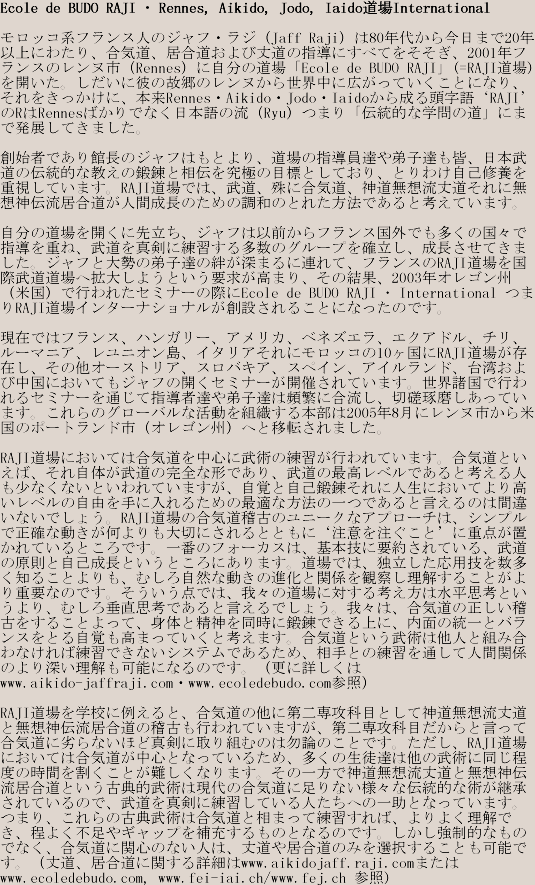 Ecole de BUDO RAJI・Rennes, Aikido, Jodo, Iaido道場International
モロッコ系フランス人のジャフ・ラジ（Jaff Raji）は80年代から今日まで20年
以上にわたり、合気道、居合道および丈道の指導にすべてをそそぎ、2001年フ
ランスのレンヌ市（Rennes）に自分の道場「Ecole de BUDO RAJI」(=RAJI道場)
を開いた。しだいに彼の故郷のレンヌから世界中に広がっていくことになり、
それをきっかけに、本来Rennes・Aikido・Jodo・Iaidoから成る頭字語‘RAJI’
のRはRennesばかりでなく日本語の流（Ryu）つまり「伝統的な学問の道」にま
で発展してきました。
創始者であり館長のジャフはもとより、道場の指導員達や弟子達も皆、日本武
道の伝統的な教えの鍛錬と相伝を究極の目標としており、とりわけ自己修養を
重視しています。RAJI道場では、武道、殊に合気道、神道無想流丈道それに無
想神伝流居合道が人間成長のための調和のとれた方法であると考えています。
自分の道場を開くに先立ち、ジャフは以前からフランス国外でも多くの国々で
指導を重ね、武道を真剣に練習する多数のグループを確立し、成長させてきま
した。ジャフと大勢の弟子達の絆が深まるに連れて、フランスのRAJI道場を国
際武道道場へ拡大しようという要求が高まり、その結果、2003年オレゴン州
（米国）で行われたセミナーの際にEcole de BUDO RAJI・International つま
りRAJI道場インターナショナルが創設されることになったのです。
現在ではフランス、ハンガリー、アメリカ、ベネズエラ、エクアドル、チリ、
ルーマニア、レユニオン島、イタリアそれにモロッコの10ヶ国にRAJI道場が存
在し、その他オーストリア、スロバキア、スペイン、アイルランド、台湾およ
び中国においてもジャフの開くセミナーが開催されています。世界諸国で行わ
れるセミナーを通じて指導者達や弟子達は頻繁に合流し、切磋琢磨しあってい
ます。これらのグローバルな活動を組織する本部は2005年8月にレンヌ市から米
国のポートランド市（オレゴン州）へと移転されました。
RAJI道場においては合気道を中心に武術の練習が行われています。合気道とい
えば、それ自体が武道の完全な形であり、武道の最高レベルであると考える人
も少なくないといわれていますが、自覚と自己鍛錬それに人生においてより高
いレベルの自由を手に入れるための最適な方法の一つであると言えるのは間違
いないでしょう。RAJI道場の合気道稽古のユニークなアプローチは、シンプル
で正確な動きが何よりも大切にされるとともに‘注意を注ぐこと’に重点が置
かれているところです。一番のフォーカスは、基本技に要約されている、武道
の原則と自己成長というところにあります。道場では、独立した応用技を数多
く知ることよりも、むしろ自然な動きの進化と関係を観察し理解することがよ
り重要なのです。そういう点では、我々の道場に対する考え方は水平思考とい
うより、むしろ垂直思考であると言えるでしょう。我々は、合気道の正しい稽
古をすることよって、身体と精神を同時に鍛錬できる上に、内面の統一とバラ
ンスをとる自覚も高まっていくと考えます。合気道という武術は他人と組み合
わなければ練習できないシステムであるため、相手との練習を通して人間関係
のより深い理解も可能になるのです。（更に詳しくは
www.aikido-jaffraji.com・www.ecoledebudo.com参照）
RAJI道場を学校に例えると、合気道の他に第二専攻科目として神道無想流丈道
と無想神伝流居合道の稽古も行われていますが、第二専攻科目だからと言って
合気道に劣らないほど真剣に取り組むのは勿論のことです。ただし、RAJI道場
においては合気道が中心となっているため、多くの生徒達は他の武術に同じ程
度の時間を割くことが難しくなります。その一方で神道無想流丈道と無想神伝
流居合道という古典的武術は現代の合気道に足りない様々な伝統的な術が継承
されているので、武道を真剣に練習している人たちへの一助となっています。
つまり、これらの古典武術は合気道と相まって練習すれば、よりよく理解で
き、程よく不足やギャップを補充するものとなるのです。しかし強制的なもの
でなく、合気道に関心のない人は、丈道や居合道のみを選択することも可能で
す。（丈道、居合道に関する詳細はwww.aikidojaff.raji.comまたは
www.ecoledebudo.com, www.fei-iai.ch/www.fej.ch 参照）